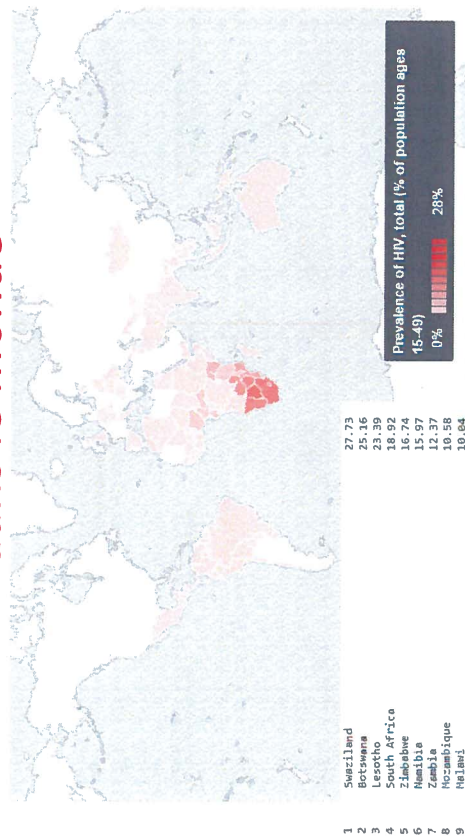 Prevalence of HIV, total (% of population ages
15-49)
0% 28%
1 Swaziland 27.73
2 Botswana 25.16
3 Lesotho 23.39
4 South Africa 18.92
5 Zimbabwe 16.74
6 Namibia 15.97
7 Zambia 12.37
8 Mozambique 10.58
9 Malawi 10.04